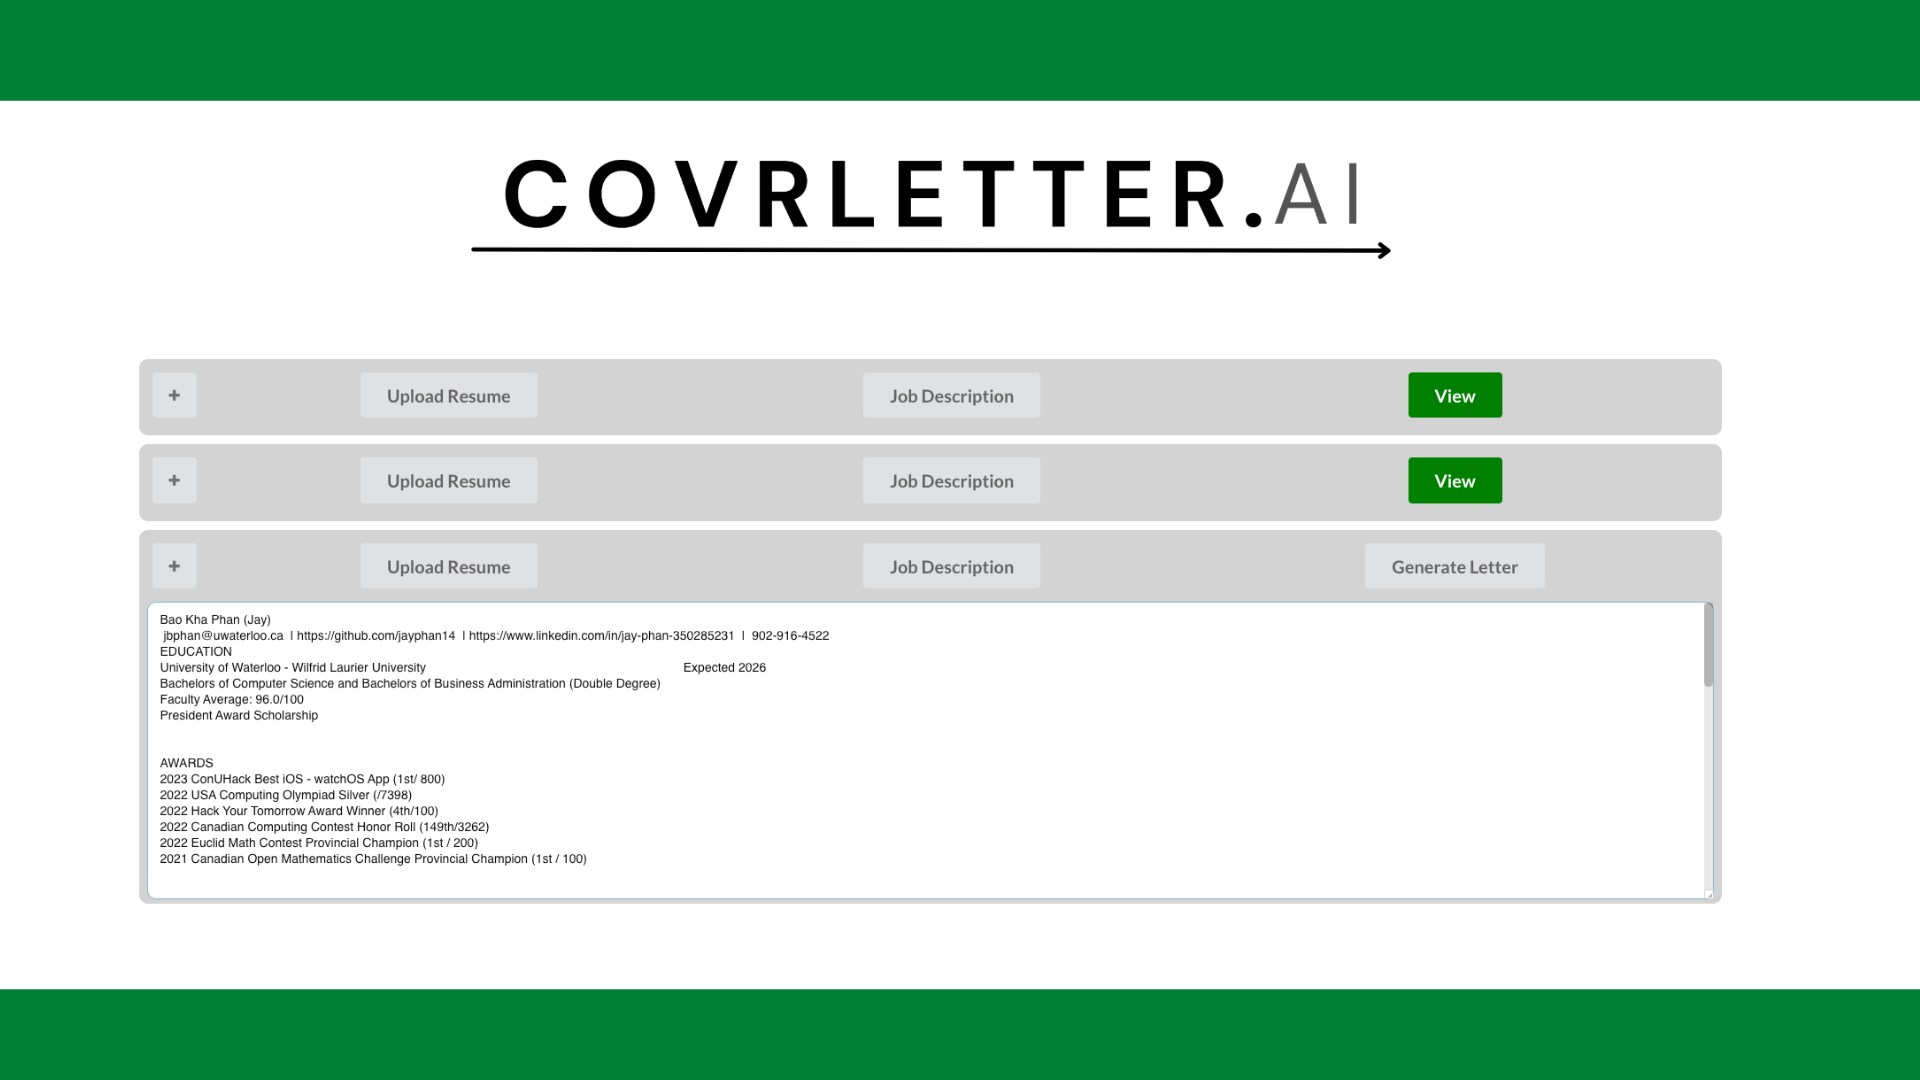 COVRLETTER.AI
+ Upload Resume Job Description View
+ Upload Resume Job Description View
+ Upload Resume Job Description Generate Letter
Bao Kha Phan (Jay)
jbphan@uwaterloo.ca | https://github.com/jayphan14 | https://www.linkedin.com/in/jay-phan-350285231 | 902-916-4522
EDUCATION
University of Waterloo - Wilfrid Laurier University Expected 2026
Bachelors of Computer Science and Bachelors of Business Administration (Double Degree)
Faculty Average: 96.0/100
President Award Scholarship
AWARDS
2023 ConUHack Best iOS - watchOS App (1st/ 800)
2022 USA Computing Olympiad Silver (/7398)
2022 Hack Your Tomorrow Award Winner (4th/100)
2022 Canadian Computing Contest Honor Roll (149th/3262)
2022 Euclid Math Contest Provincial Champion (1st / 200)
2021 Canadian Open Mathematics Challenge Provincial Champion (1st / 100)